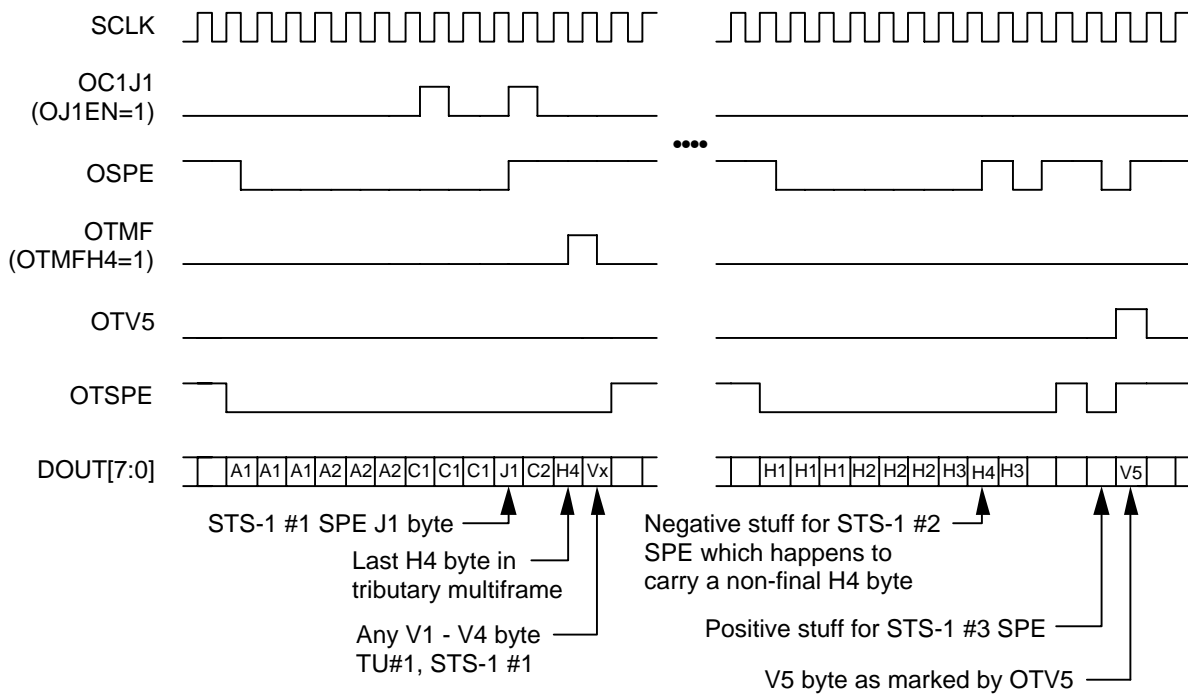 SCLK
OC1J1
(OJ1EN=1)
OSPE
OTMF
(OTMFH4=1)
OTV5
OTSPE
DOUT[7:0] A1 A1 A1 A2 A2 A2 C1 C1 C1 J1 C2 H4 Vx H1 H1 H1 H2 H2 H2 H3 H4 H3 V5
STS-1 #1 SPE J1 byte
Last H4 byte in
tributary multiframe
Any V1 - V4 byte
TU#1, STS-1 #1
Negative stuff for STS-1 #2
SPE which happens to
carry a non-final H4 byte
Positive stuff for STS-1 #3 SPE
V5 byte as marked by OTV5